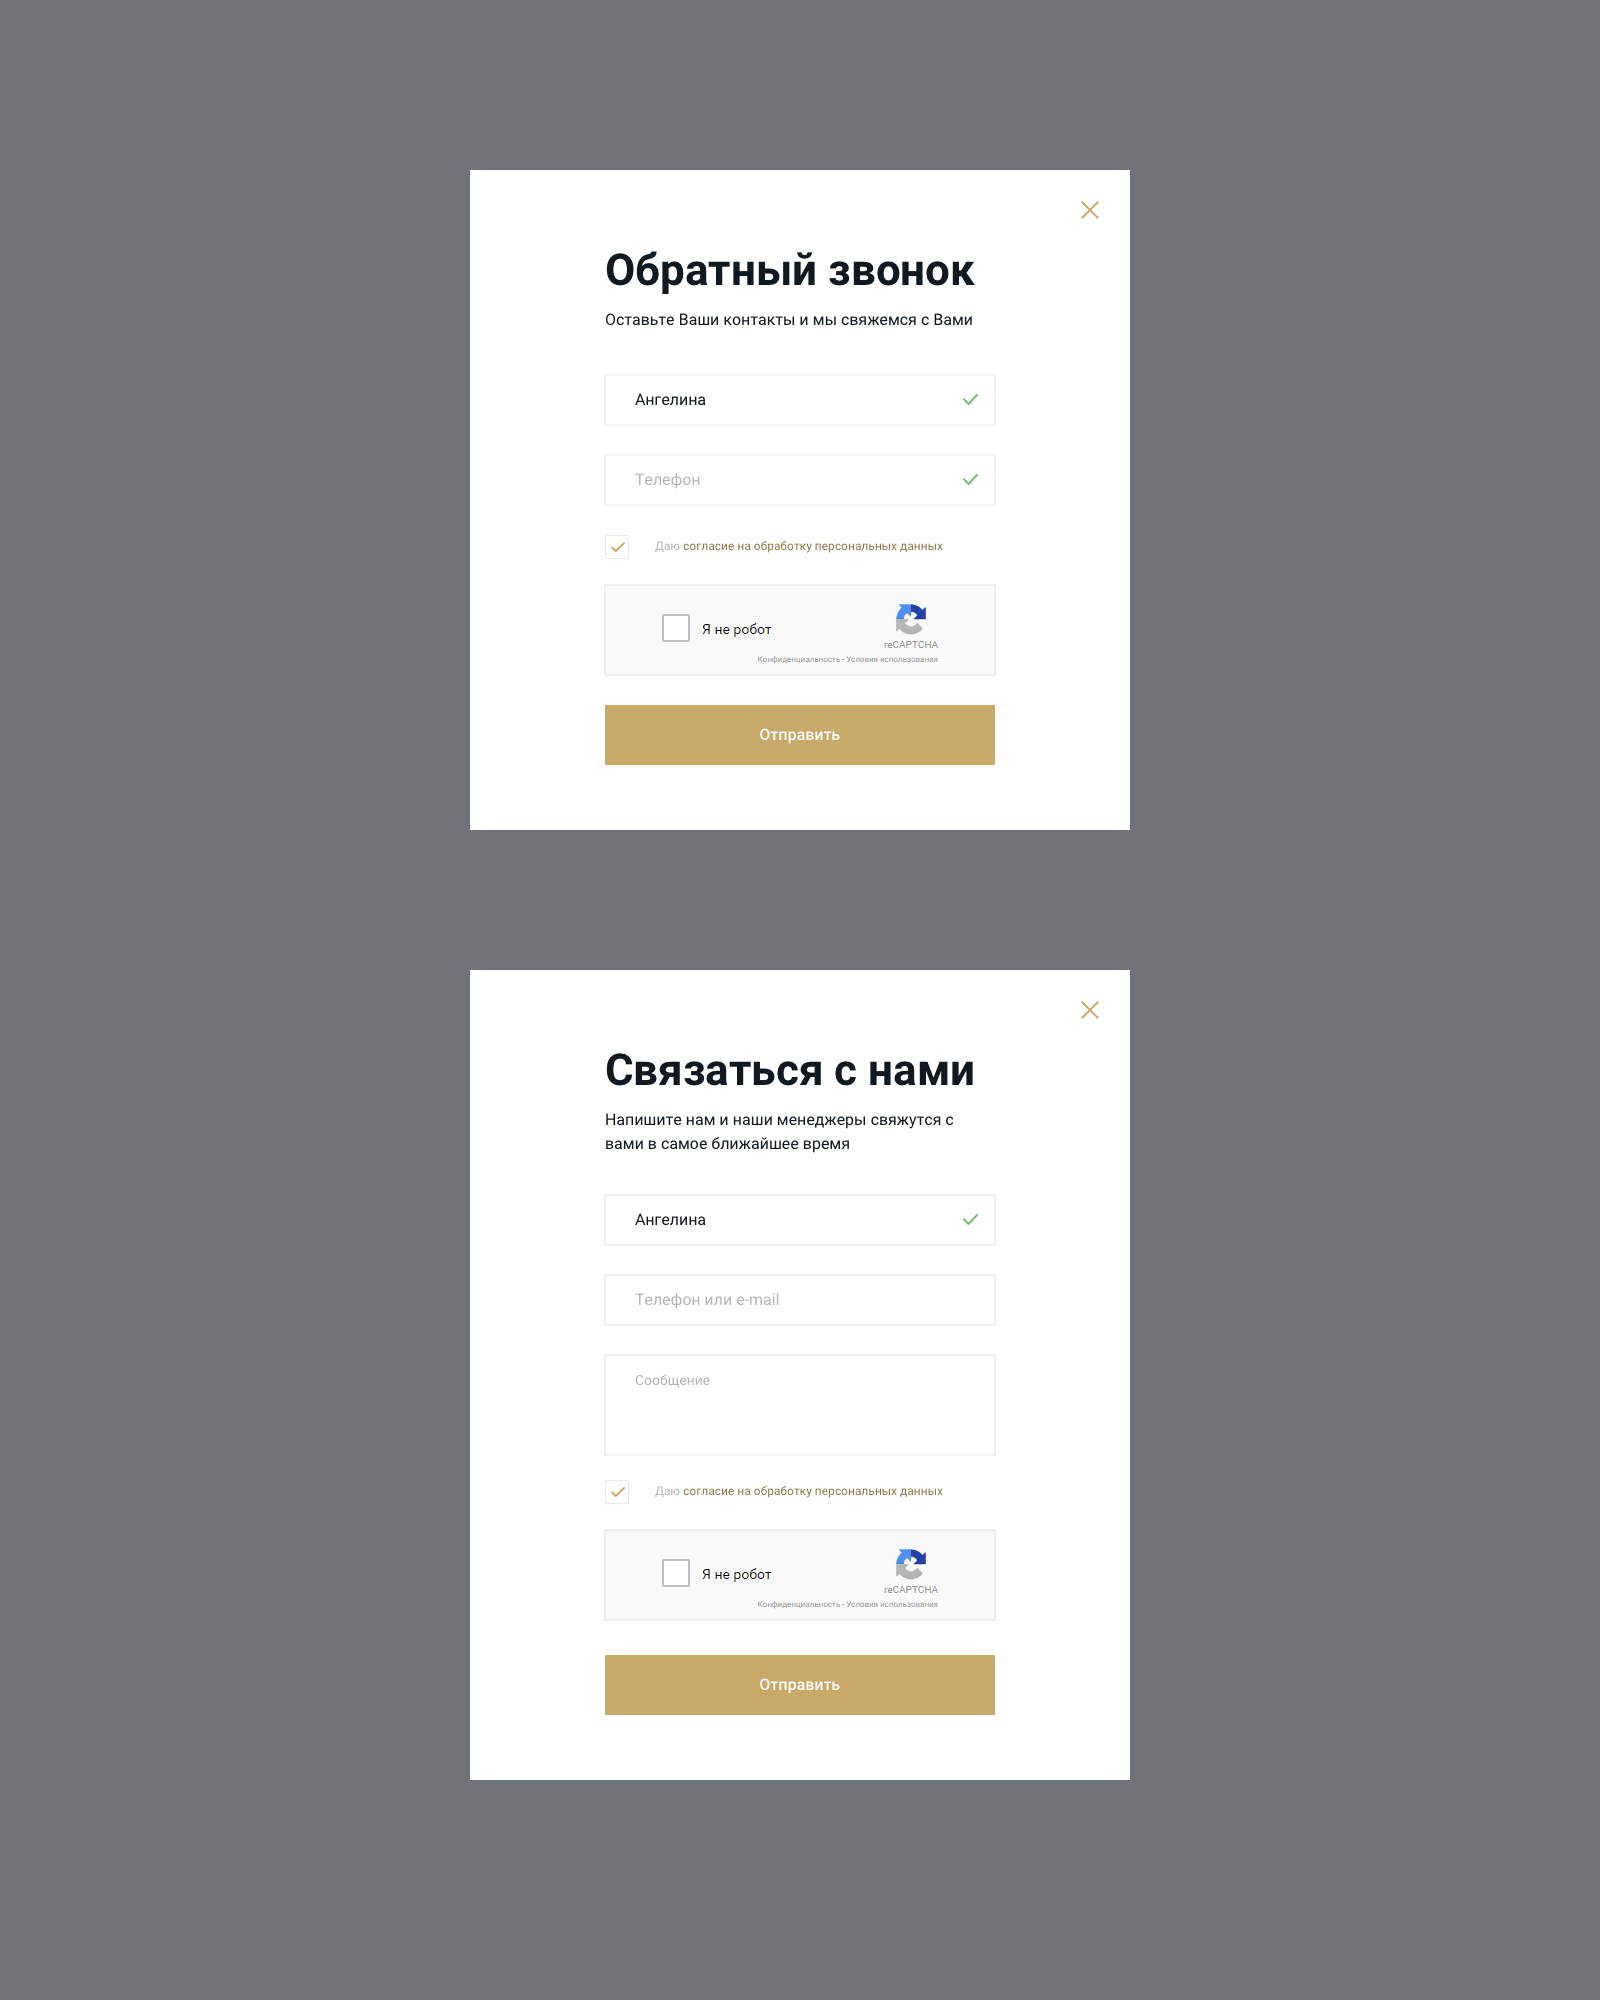 Обратный звонок
Оставьте Ваши контакты и мы свяжемся с Вами
Ангелина
Телефон
Даю согласие на обработку персональных данных
Я не робот
reCAPTCHA
Конфиденциальность - Условия использования
Отправить
Связаться с нами
Напишите нам и наши менеджеры свяжутся с
вами в самое ближайшее время
Ангелина
Телефон или e-mail
Сообщение
Даю согласие на обработку персональных данных
Я не робот
reCAPTCHA
Конфиденциальность - Условия использования
Отправить